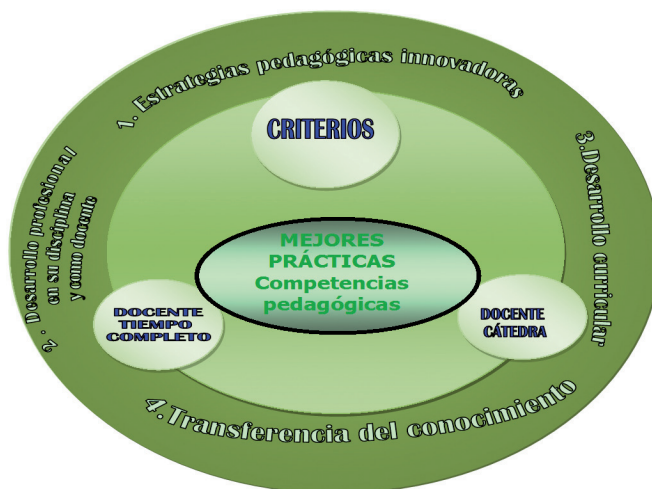 1. Estrategias pedagógicas innovadoras
CRITERIOS
2. Desarrollo profesional
en su disciplina
y como docente
3.Desarrollo curricular
MEJORES
PRÁCTICAS
Competencias
pedagógicas
DOCENTE
TIEMPO
COMPLETO
DOCENTE
CÁTEDRA
4.Transferencia del conocimiento